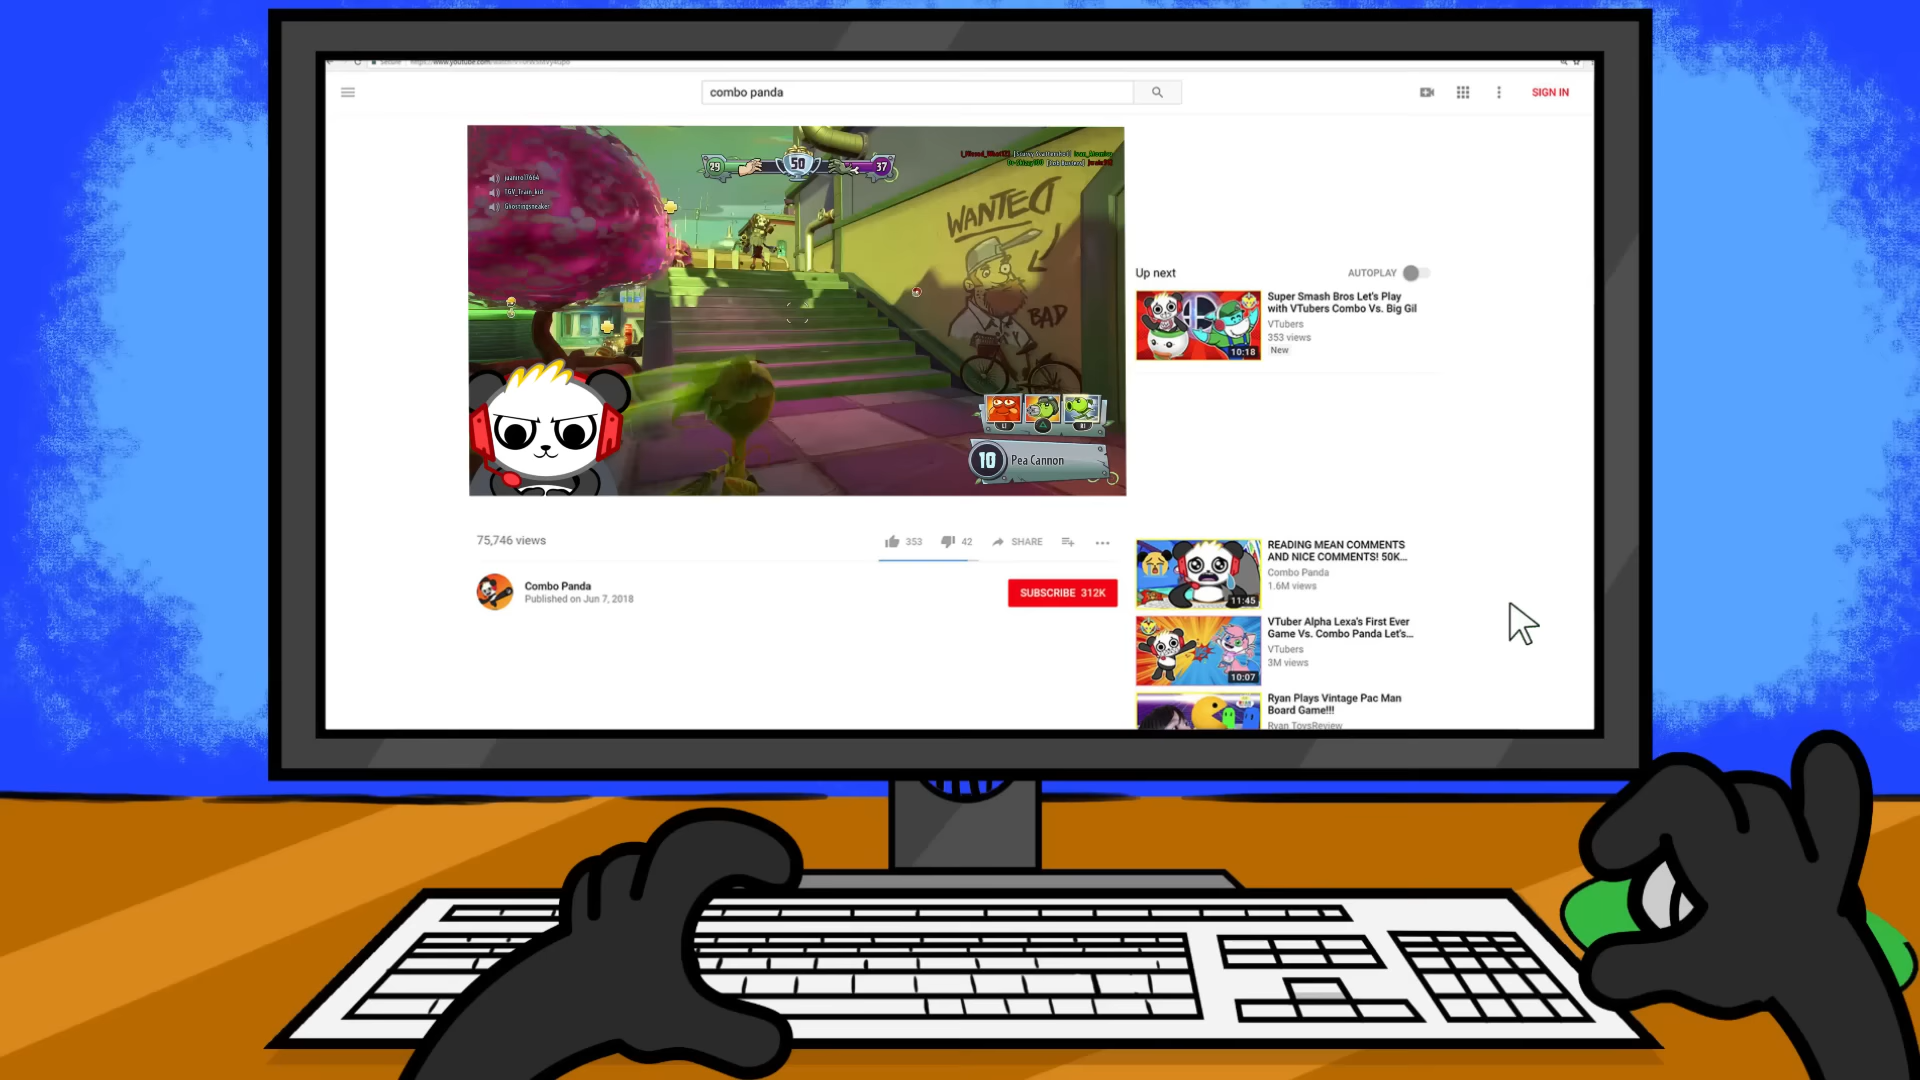 combo panda
SIGN IN
29
50
37
juaniro17664
TGV_Train_kid
Ghostingsneaker
WANTED
BAD
10
Pea Cannon
Up next
AUTOPLAY
Super Smash Bros Let's Play
with VTubers Combo Vs. Big Gil
VTubers
353 views
New
10:18
75,746 views
353
42
SHARE
Combo Panda
Published on Jun 7, 2018
SUBSCRIBE 312K
READING MEAN COMMENTS
AND NICE COMMENTS! 50K...
Combo Panda
1.6M views
11:45
VTuber Alpha Lexa's First Ever
Game Vs. Combo Panda Let's...
VTubers
3M views
10:07
Ryan Plays Vintage Pac Man
Board Game!!!
Ryan ToysReview